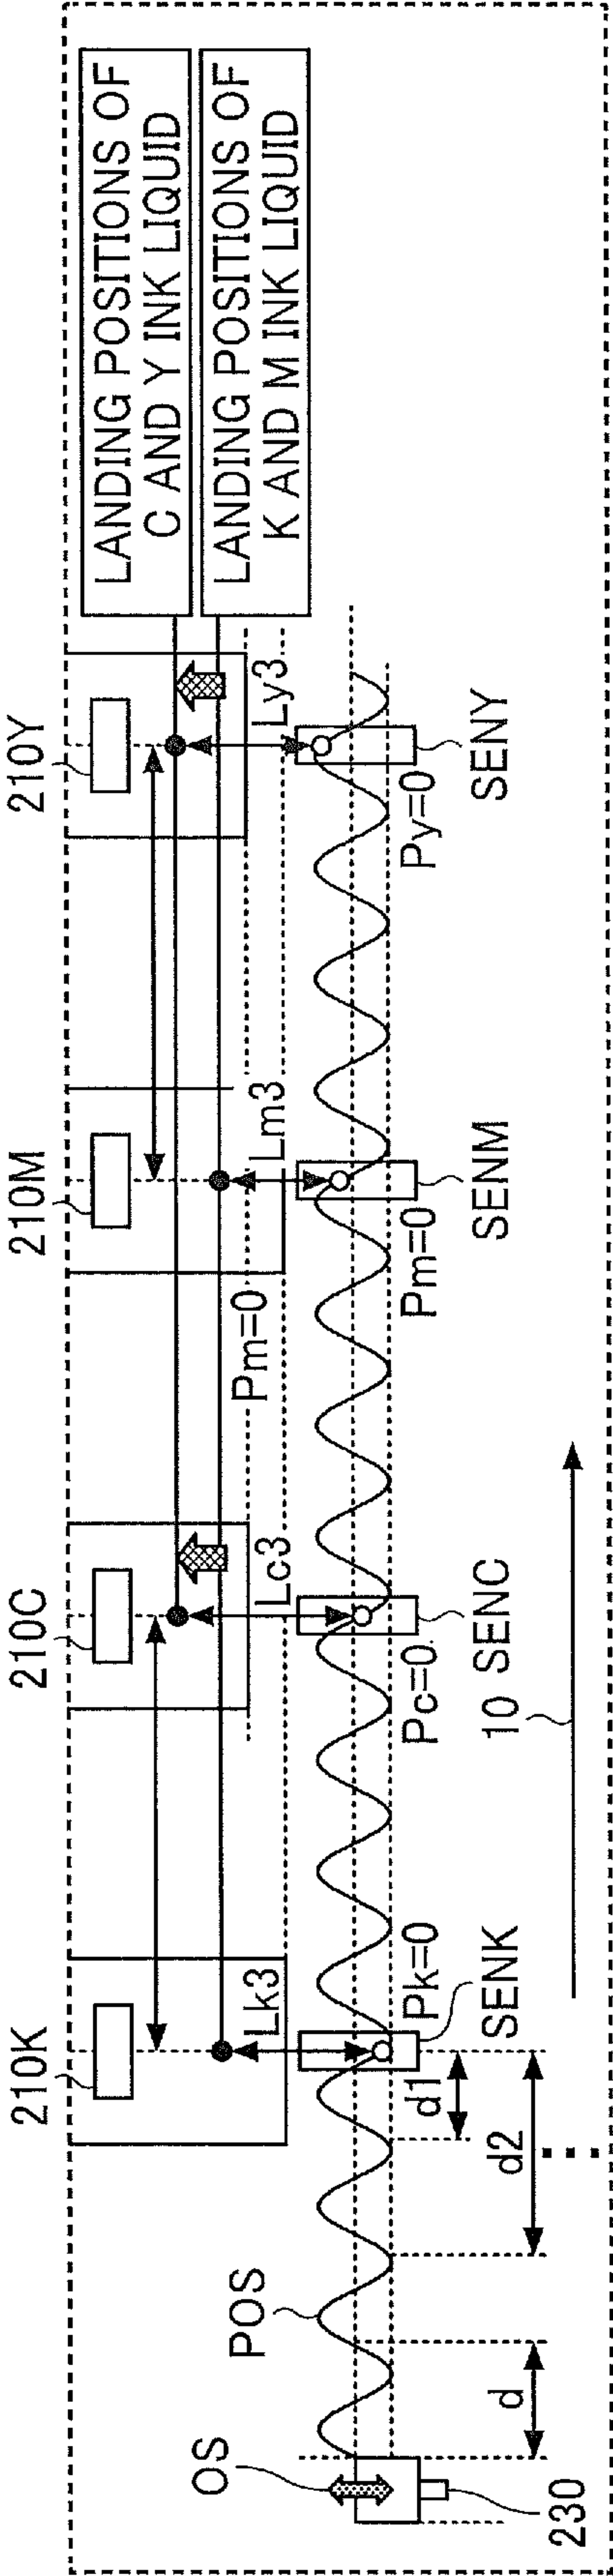 210K
210C
210M
210Y
LANDING POSITIONS OF
C AND Y INK LIQUID
LANDING POSITIONS OF
K AND M INK LIQUID
Lk3
Lc3
Pm=0
Lm3
Ly3
OS
POS
Pk=0
Pc=0
Pm=0
Py=0
SENK
SENC
SENM
SENY
d
d1
d2
230
10